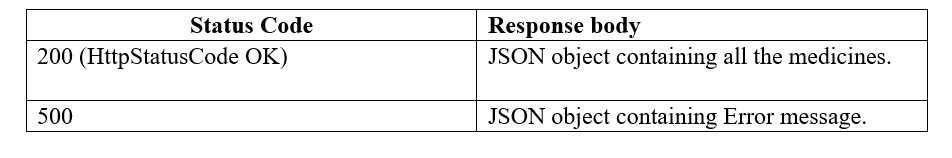 Status Code Response body
200 (HttpStatusCode OK) JSON object containing all the medicines.
500 JSON object containing Error message.